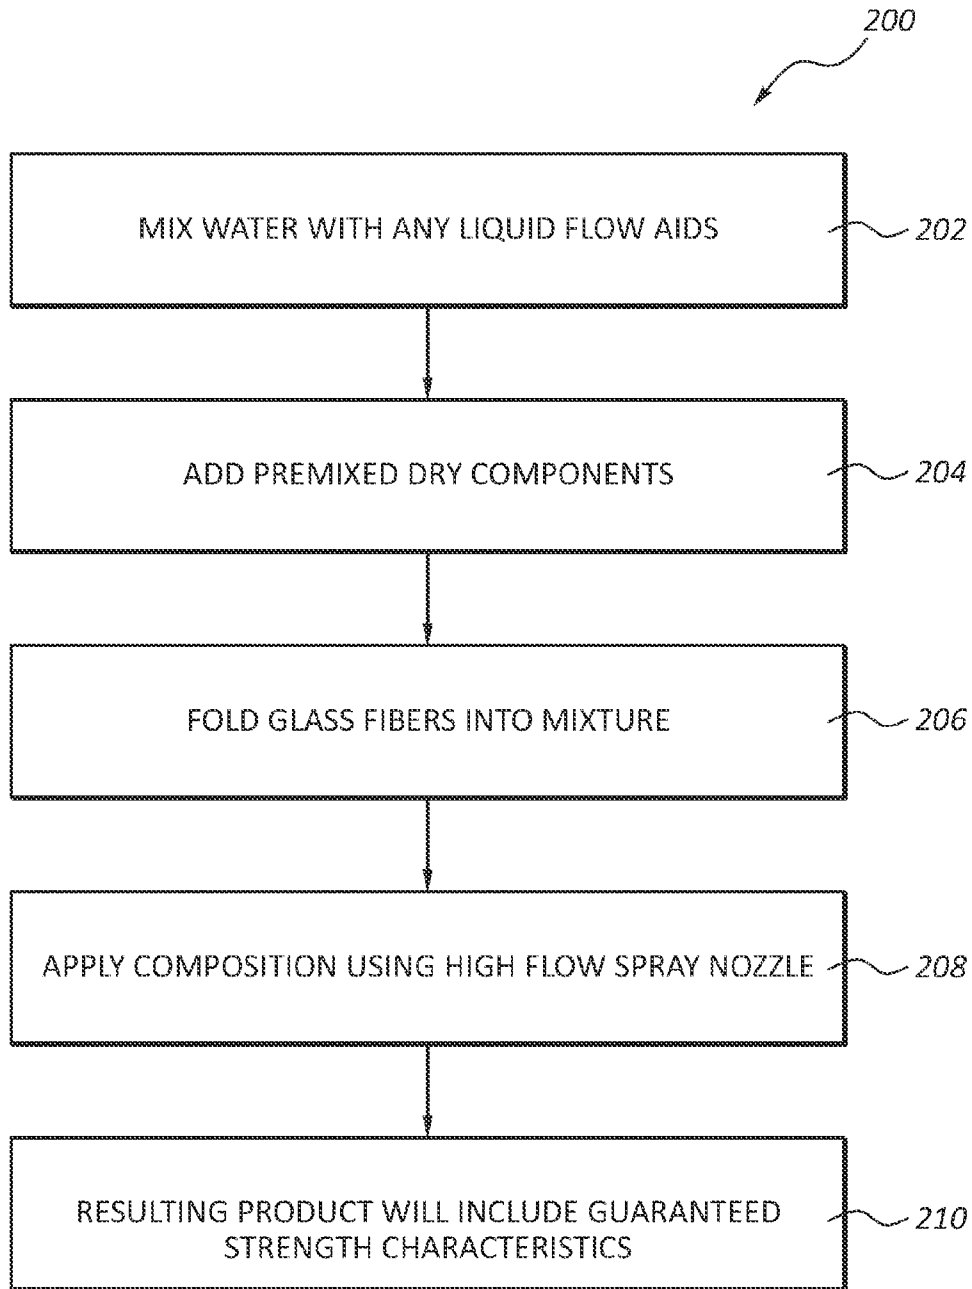 200
MIX WATER WITH ANY LIQUID FLOW AIDS
202
ADD PREMIXED DRY COMPONENTS
204
FOLD GLASS FIBERS INTO MIXTURE
206
APPLY COMPOSITION USING HIGH FLOW SPRAY NOZZLE
208
RESULTING PRODUCT WILL INCLUDE GUARANTEED
STRENGTH CHARACTERISTICS
210